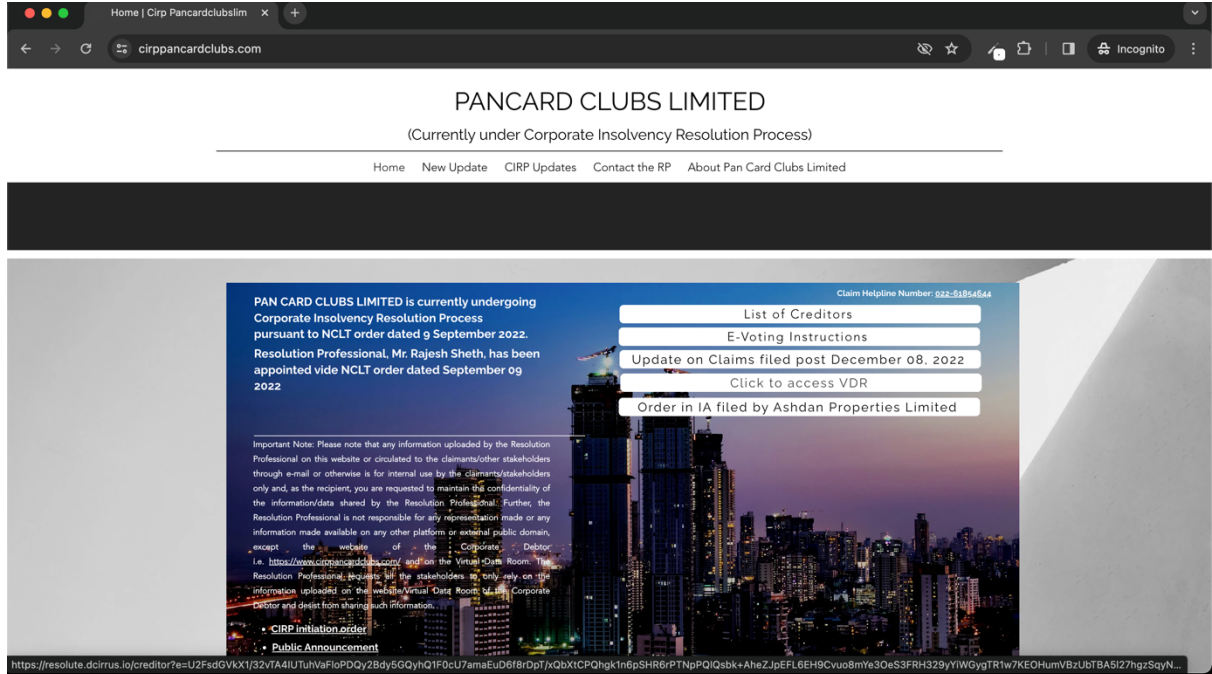 Home | Cirp Pancardclubslim
cirppancardclubs.com
Incognito
PANCARD CLUBS LIMITED
(Currently under Corporate Insolvency Resolution Process)
Home New Update CIRP Updates Contact the RP About Pan Card Clubs Limited
PAN CARD CLUBS LIMITED is currently undergoing
Corporate Insolvency Resolution Process
pursuant to NCLT order dated 9 September 2022.
Resolution Professional, Mr. Rajesh Sheth, has been
appointed vide NCLT order dated September 09
2022
Important Note: Please note that any information uploaded by the Resolution
Professional on this website or circulated to the claimants/other stakeholders
through e-mail or otherwise is for internal use by the claimants/stakeholders
only and, as the recipient, you are requested to maintain the confidentiality of
the information/data shared by the Resolution Professional. Further, the
Resolution Professional is not responsible for any representation made or any
information made available on any other platform or external public domain,
except the website of the Corporate Debtor
i.e. https://www.cirppancardclubs.com/ and on the Virtual Data Room. The
Resolution Professional requests all the stakeholders to only rely on the
information uploaded on the website/Virtual Data Room of the Corporate
Debtor and desist from sharing such information.
CIRP initiation order
Public Announcement
Claim Helpline Number: 022-61854644
List of Creditors
E-Voting Instructions
Update on Claims filed post December 08, 2022
Click to access VDR
Order in IA filed by Ashdan Properties Limited